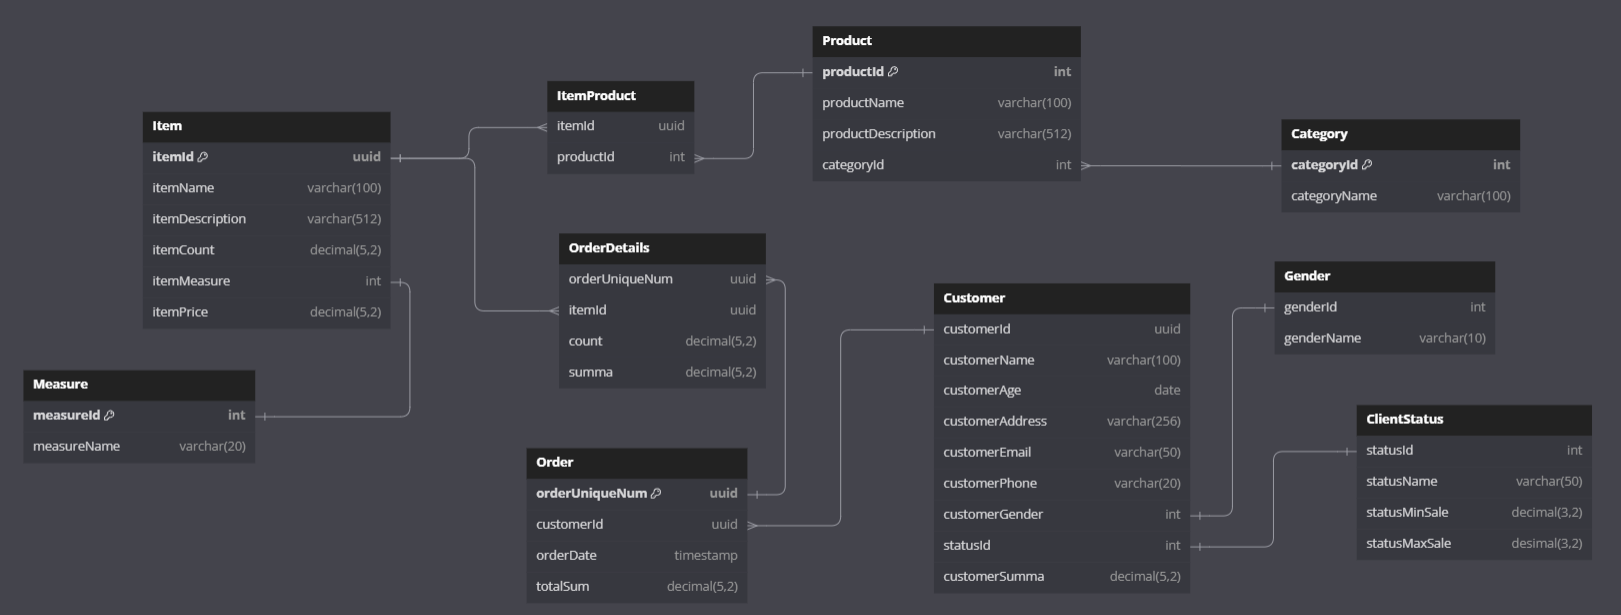 Product
productId int
productName varchar(100)
productDescription varchar(512)
categoryId int
ItemProduct
itemId uuid
productId int
Item
itemId uuid
itemName varchar(100)
itemDescription varchar(512)
itemCount decimal(5,2)
itemMeasure int
itemPrice decimal(5,2)
Category
categoryId int
categoryName varchar(100)
OrderDetails
orderUniqueNum uuid
itemId uuid
count decimal(5,2)
summa decimal(5,2)
Gender
genderId int
genderName varchar(10)
Customer
customerId uuid
customerName varchar(100)
customerAge date
customerAddress varchar(256)
customerEmail varchar(50)
customerPhone varchar(20)
customerGender int
statusId int
customerSumma decimal(5,2)
Measure
measureId int
measureName varchar(20)
ClientStatus
statusId int
statusName varchar(50)
statusMinSale decimal(3,2)
statusMaxSale desimal(3,2)
Order
orderUniqueNum uuid
customerId uuid
orderDate timestamp
totalSum decimal(5,2)